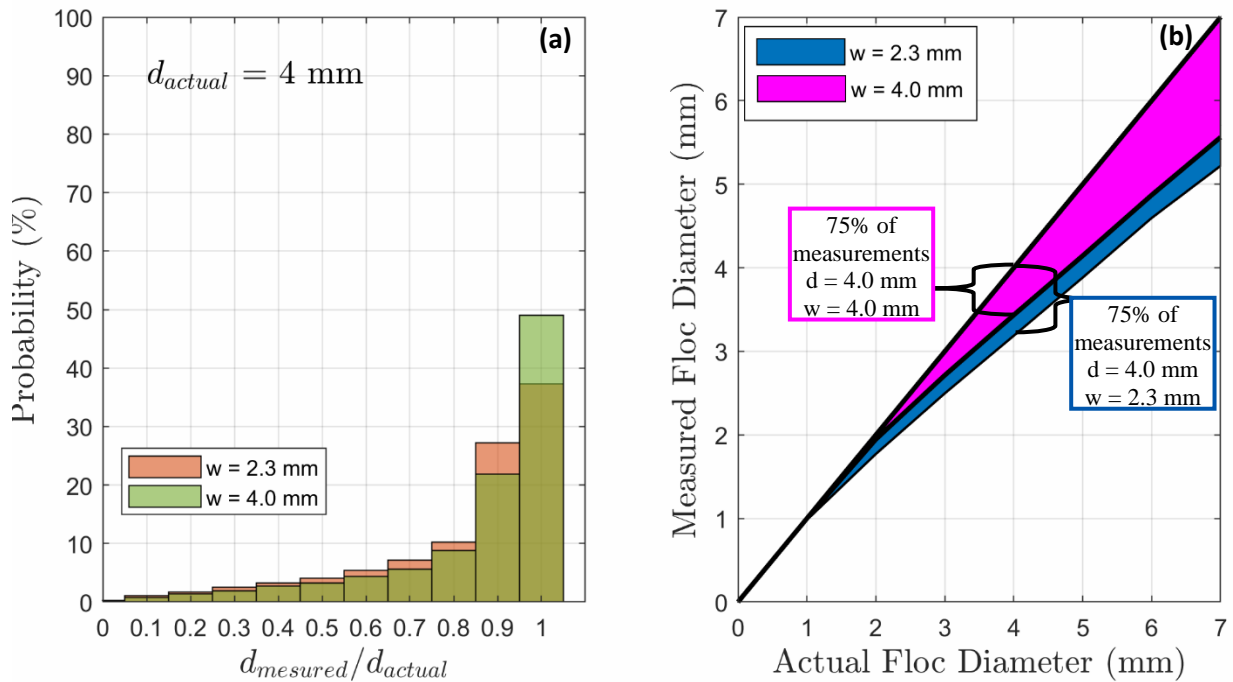 (a)
d_actual = 4 mm
Probability (%)
100
90
80
70
60
50
40
30
20
10
0
w = 2.3 mm
w = 4.0 mm
0 0.1 0.2 0.3 0.4 0.5 0.6 0.7 0.8 0.9 1
d_mesured/d_actual
(b)
w = 2.3 mm
w = 4.0 mm
Measured Floc Diameter (mm)
7
6
5
4
3
2
1
0
75% of
measurements
d = 4.0 mm
w = 4.0 mm
75% of
measurements
d = 4.0 mm
w = 2.3 mm
0 1 2 3 4 5 6 7
Actual Floc Diameter (mm)